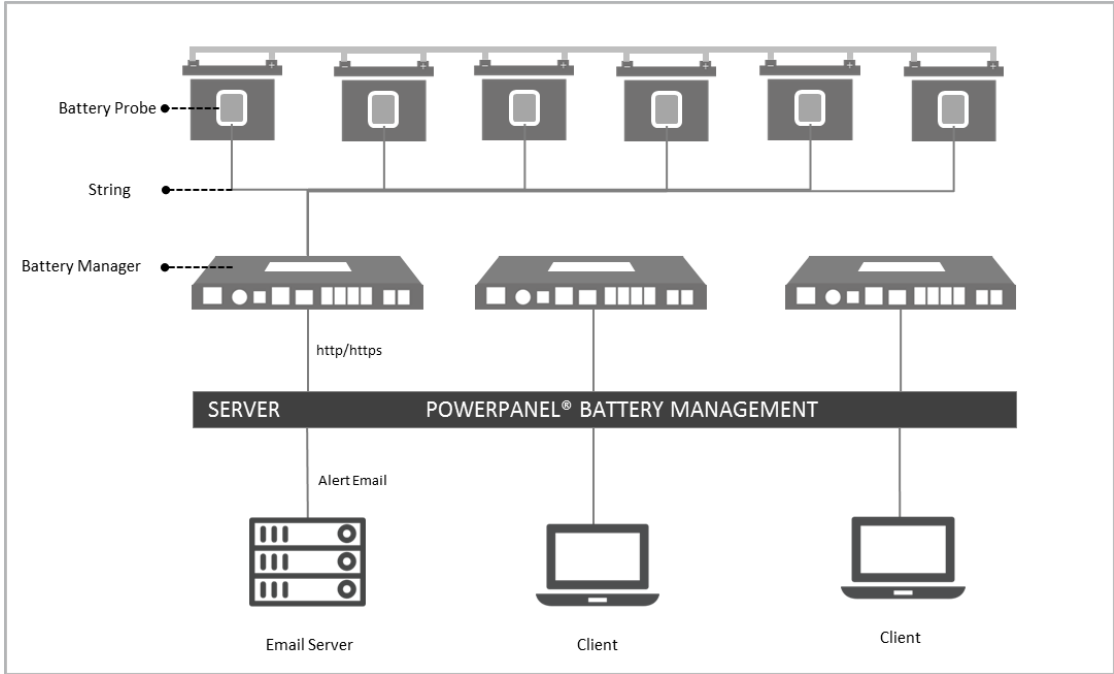 Battery Probe
String
Battery Manager
http/https
SERVER POWERPANEL® BATTERY MANAGEMENT
Alert Email
Email Server
Client
Client